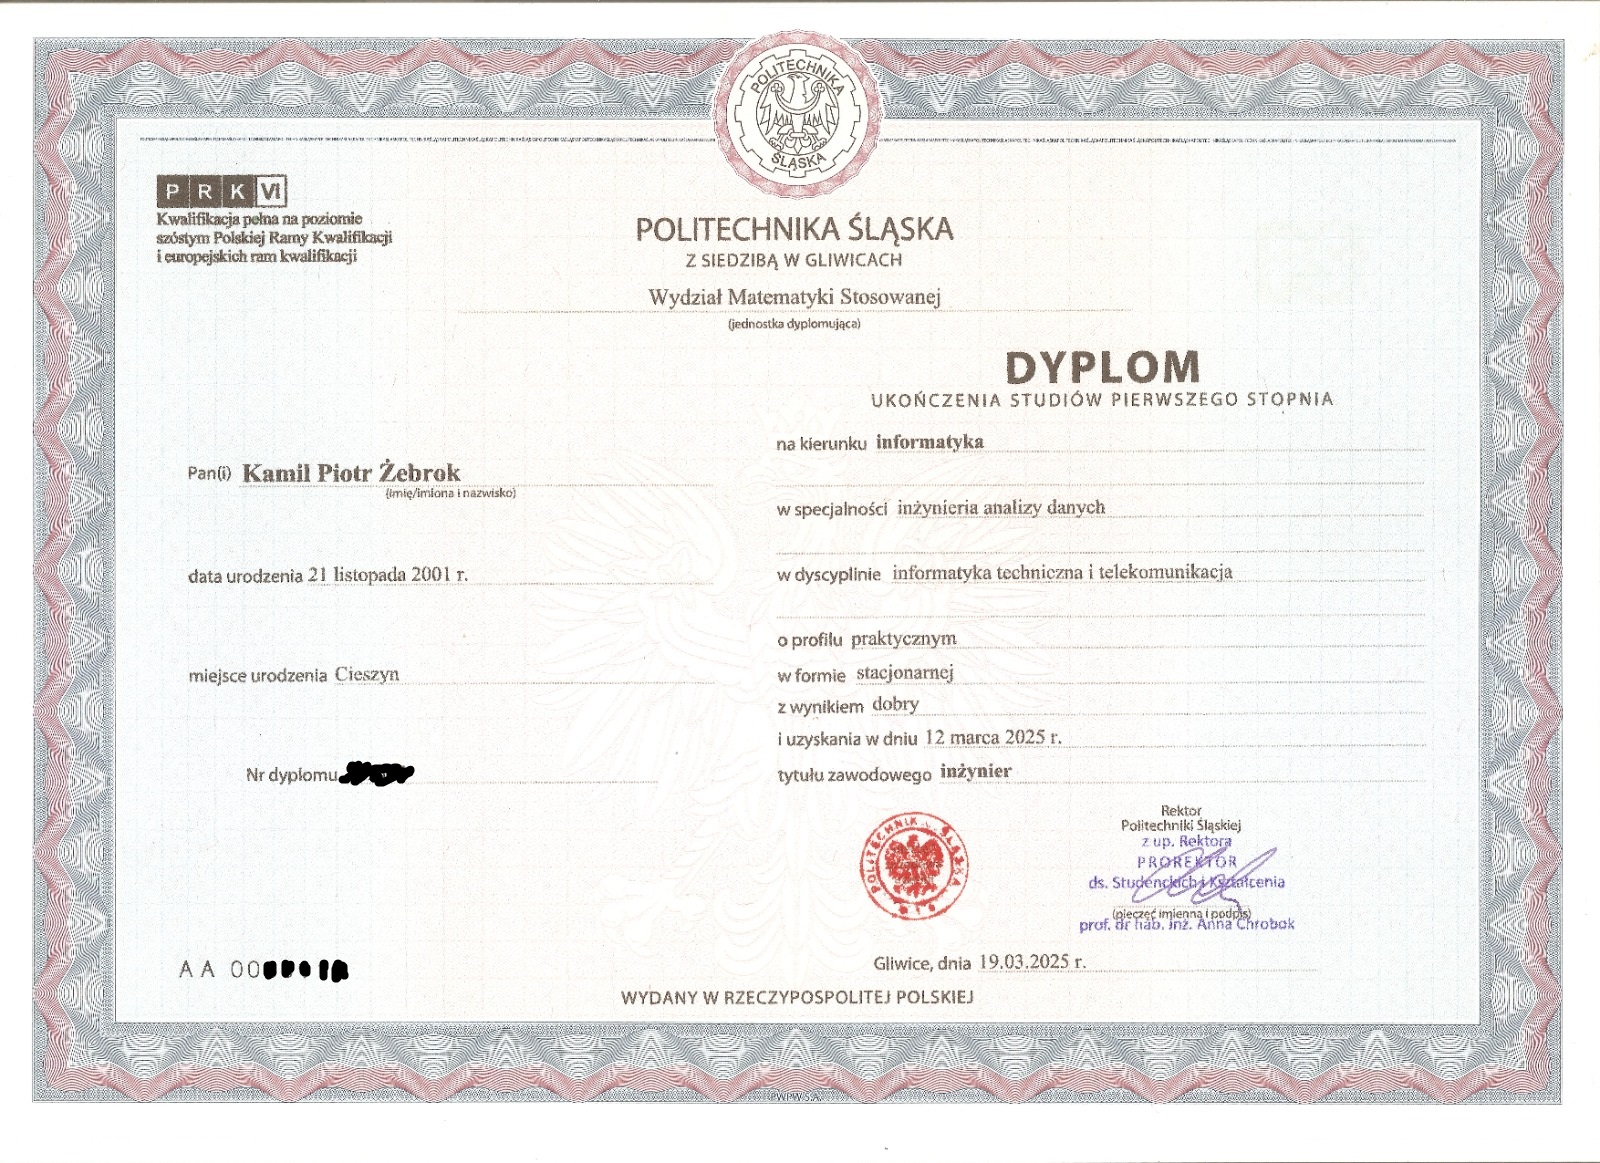 POLITECHNIKA
ŚLĄSKA
P R K VI
Kwalifikacja pełna na poziomie
szóstym Polskiej Ramy Kwalifikacji
i europejskich ram kwalifikacji
POLITECHNIKA ŚLĄSKA
Z SIEDZIBĄ W GLIWICACH
Wydział Matematyki Stosowanej
(jednostka dyplomująca)
DYPLOM
UKOŃCZENIA STUDIÓW PIERWSZEGO STOPNIA
Pan(i) Kamil Piotr Żebrok
(imię/imiona i nazwisko)
data urodzenia 21 listopada 2001 r.
miejsce urodzenia Cieszyn
Nr dyplomu
na kierunku informatyka
w specjalności inżynieria analizy danych
w dyscyplinie informatyka techniczna i telekomunikacja
o profilu praktycznym
w formie stacjonarnej
z wynikiem dobry
i uzyskania w dniu 12 marca 2025 r.
tytułu zawodowego inżynier
POLITECHNIKA ŚLĄSKA
Rektor
Politechniki Śląskiej
z up. Rektora
PROREKTOR
ds. Studenckich i Kształcenia
(pieczęć imienna i podpis)
prof. dr hab. inż. Anna Chrobok
AA 00
Gliwice, dnia 19.03.2025 r.
WYDANY W RZECZYPOSPOLITEJ POLSKIEJ
PWPW S.A.